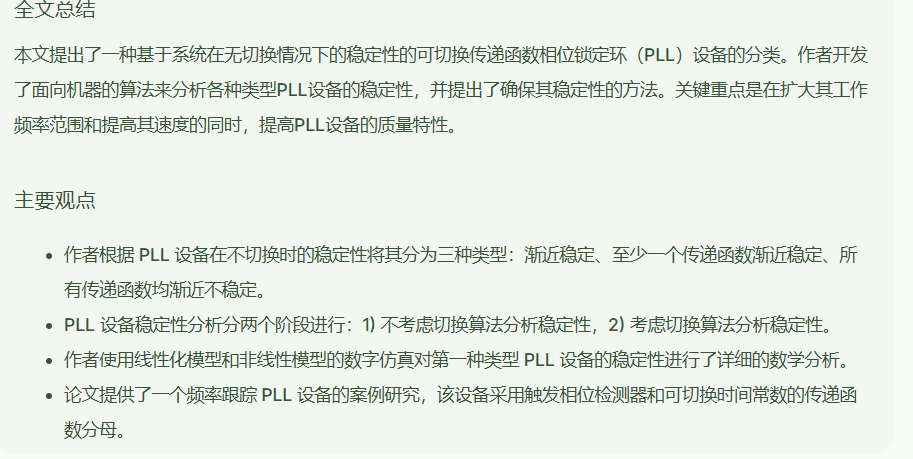 全文总结
本文提出了一种基于系统在无切换情况下的稳定性的可切换传递函数相位锁定环（PLL）设备的分类。作者开发
了面向机器的算法来分析各种类型PLL设备的稳定性，并提出了确保其稳定性的方法。关键重点是在扩大其工作
频率范围和提高其速度的同时，提高PLL设备的质量特性。
主要观点
• 作者根据 PLL 设备在不切换时的稳定性将其分为三种类型：渐近稳定、至少一个传递函数渐近稳定、所
有传递函数均渐近不稳定。
• PLL 设备稳定性分析分两个阶段进行：1) 不考虑切换算法分析稳定性，2) 考虑切换算法分析稳定性。
• 作者使用线性化模型和非线性模型的数字仿真对第一种类型 PLL 设备的稳定性进行了详细的数学分析。
• 论文提供了一个频率跟踪 PLL 设备的案例研究，该设备采用触发相位检测器和可切换时间常数的传递函
数分母。